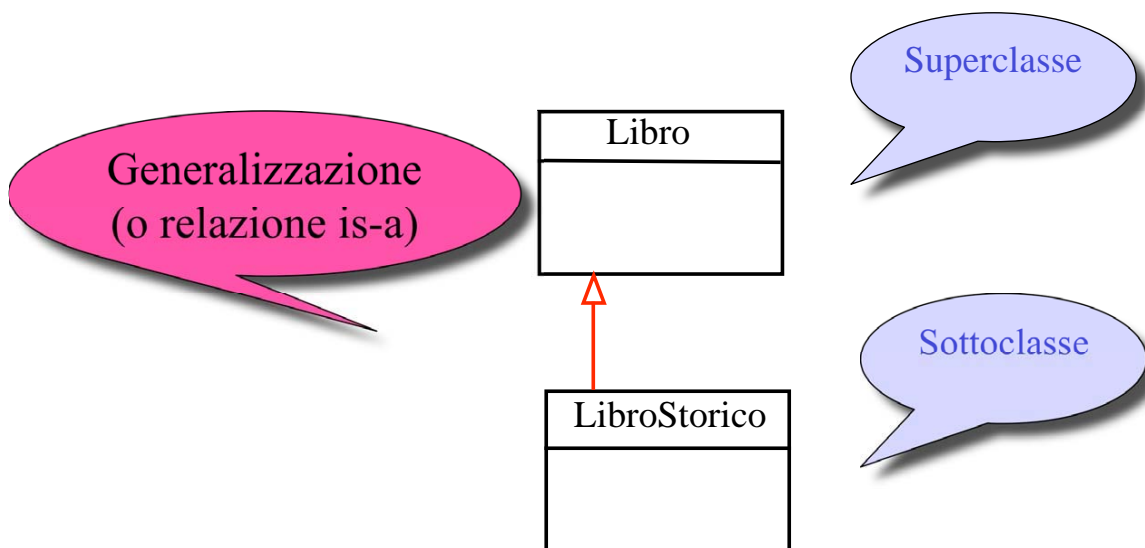 Superclasse
Libro
Generalizzazione
(o relazione is-a)
Sottoclasse
LibroStorico